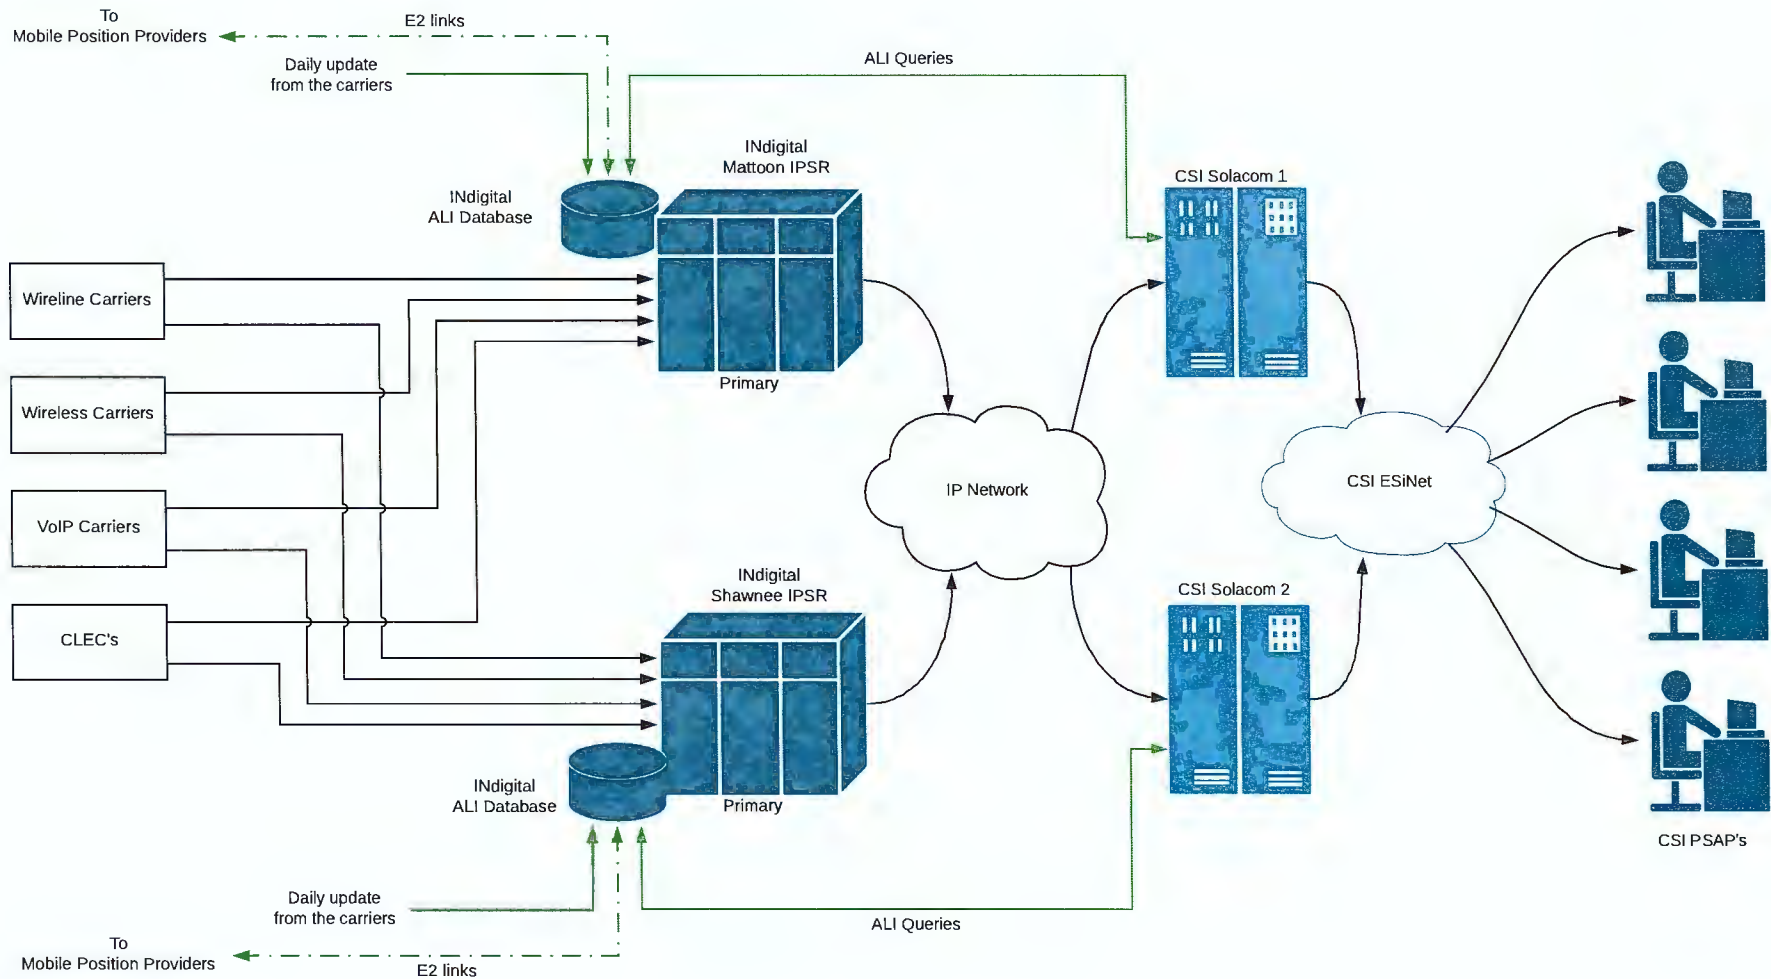 To
Mobile Position Providers
E2 links
Daily update
from the carriers
ALI Queries
INdigital
Mattoon IPSR
INdigital
ALI Database
CSI Solacom 1
Wireline Carriers
Primary
Wireless Carriers
IP Network
CSI ESiNet
VoIP Carriers
INdigital
Shawnee IPSR
CSI Solacom 2
CLEC's
INdigital
ALI Database
Primary
CSI PSAP's
Daily update
from the carriers
ALI Queries
To
Mobile Position Providers
E2 links